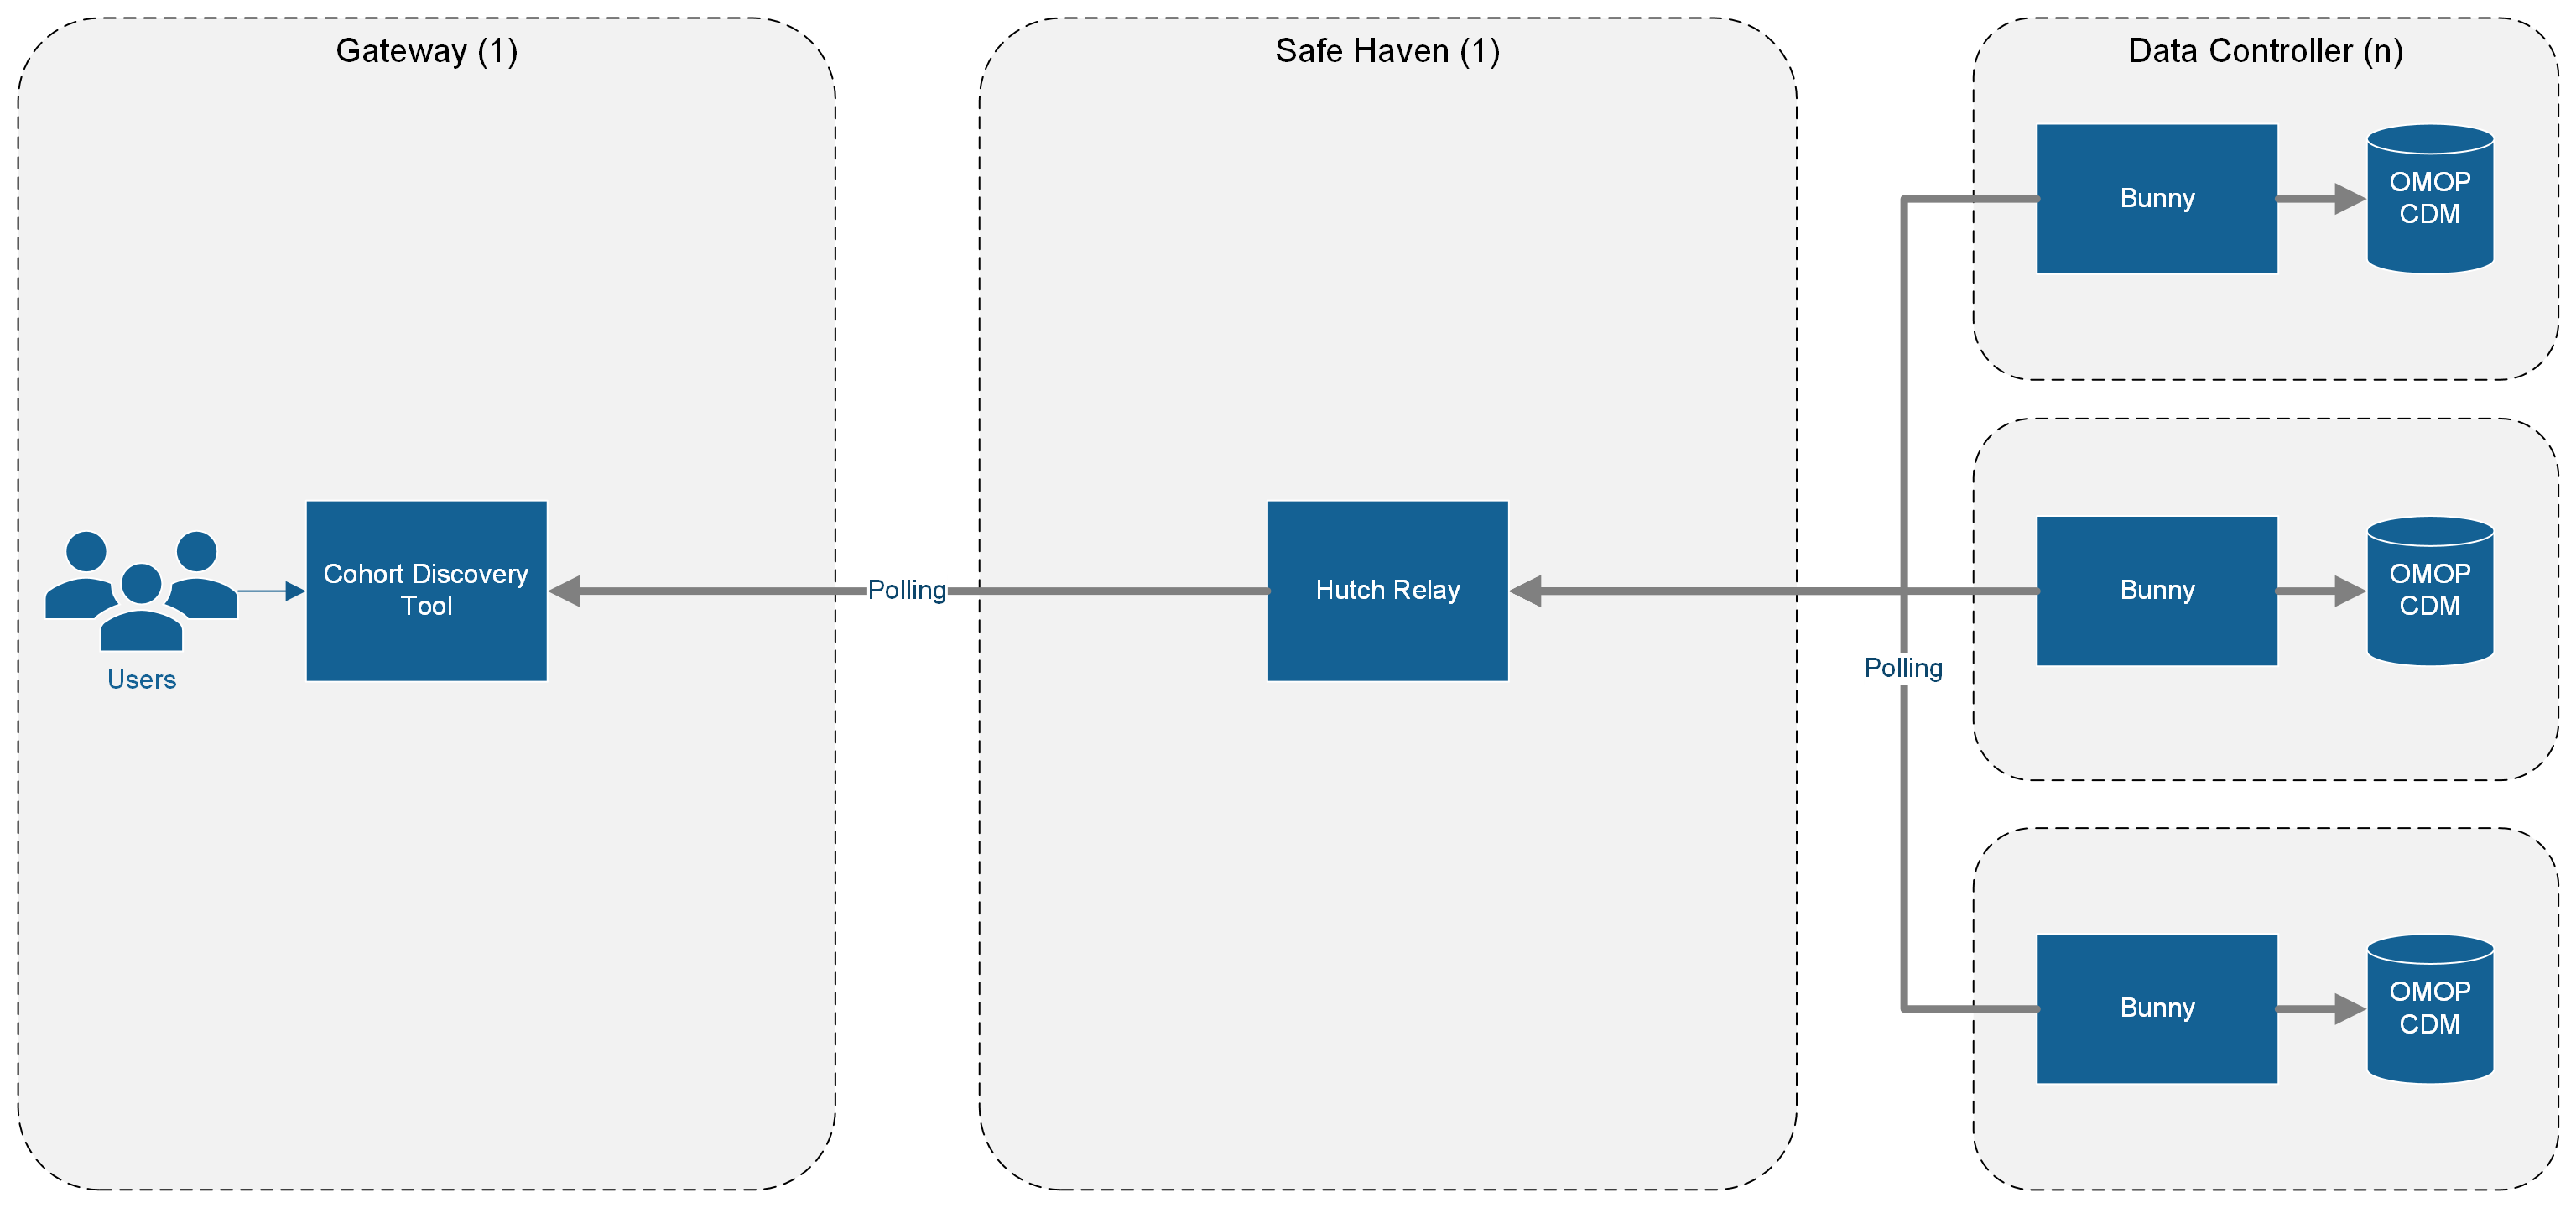 Gateway (1)
Safe Haven (1)
Data Controller (n)
Bunny
OMOP
CDM
Users
Cohort Discovery
Tool
Polling
Hutch Relay
Polling
Bunny
OMOP
CDM
Bunny
OMOP
CDM